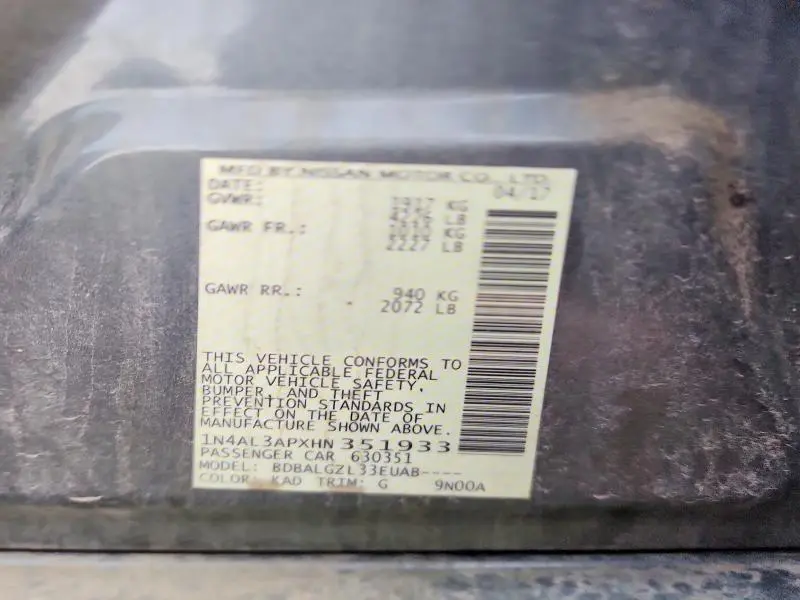 MFD BY NISSAN MOTOR CO., LTD.
DATE: 04/17
GVWR: KG
LB
GAWR FR.: KG
2227 LB
GAWR RR.: 940 KG
2072 LB
THIS VEHICLE CONFORMS TO
ALL APPLICABLE FEDERAL
MOTOR VEHICLE SAFETY,
BUMPER, AND THEFT
PREVENTION STANDARDS IN
EFFECT ON THE DATE OF
MANUFACTURE SHOWN ABOVE.
1N4AL3APXHN 351933
PASSENGER CAR 630351
MODEL: BDBALGZL33EUAB----
COLOR: KAD TRIM: G 9N00A